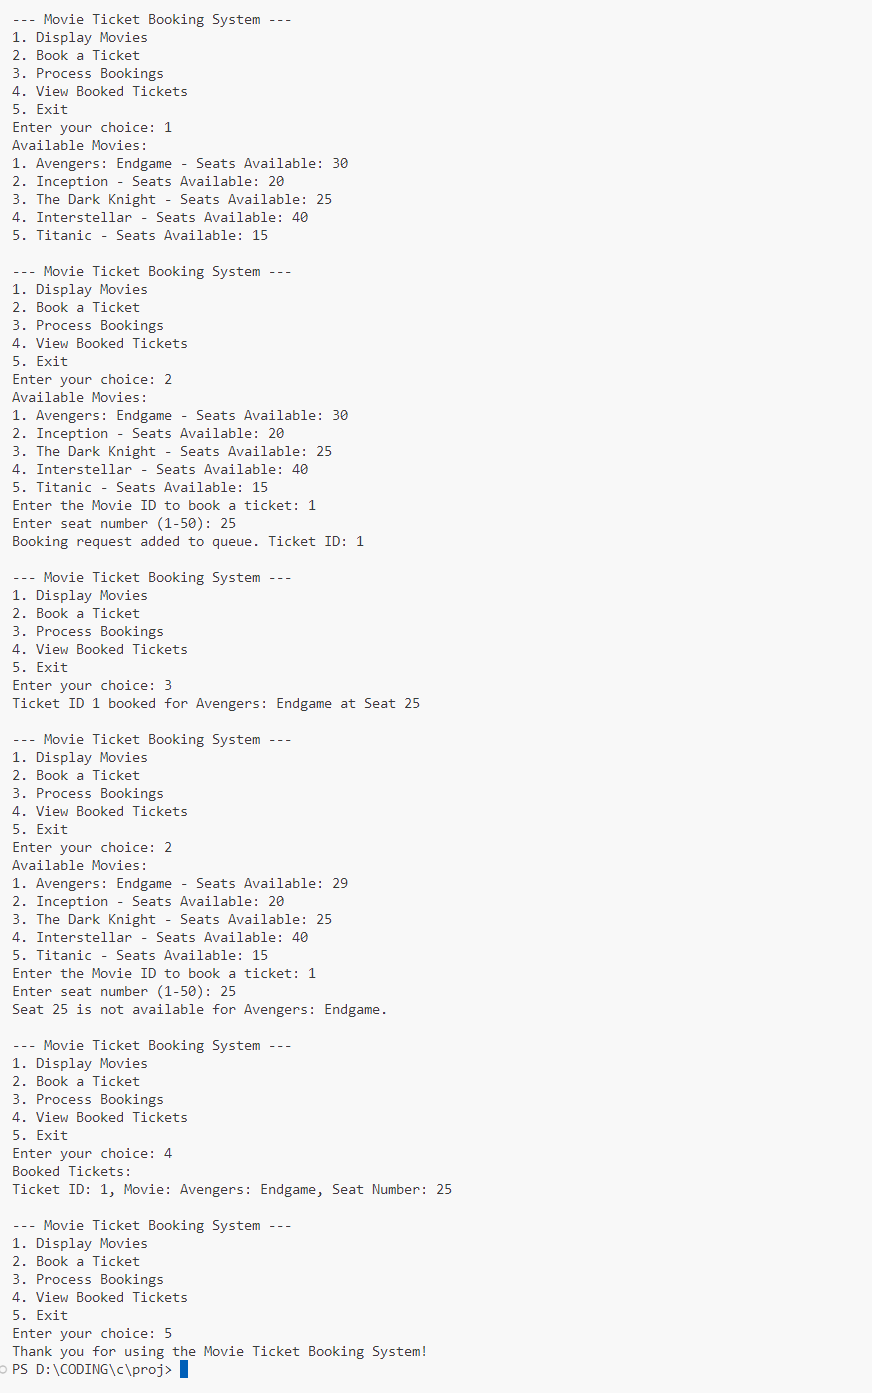 --- Movie Ticket Booking System ---
1. Display Movies
2. Book a Ticket
3. Process Bookings
4. View Booked Tickets
5. Exit
Enter your choice: 1
Available Movies:
1. Avengers: Endgame - Seats Available: 30
2. Inception - Seats Available: 20
3. The Dark Knight - Seats Available: 25
4. Interstellar - Seats Available: 40
5. Titanic - Seats Available: 15

--- Movie Ticket Booking System ---
1. Display Movies
2. Book a Ticket
3. Process Bookings
4. View Booked Tickets
5. Exit
Enter your choice: 2
Available Movies:
1. Avengers: Endgame - Seats Available: 30
2. Inception - Seats Available: 20
3. The Dark Knight - Seats Available: 25
4. Interstellar - Seats Available: 40
5. Titanic - Seats Available: 15
Enter the Movie ID to book a ticket: 1
Enter seat number (1-50): 25
Booking request added to queue. Ticket ID: 1

--- Movie Ticket Booking System ---
1. Display Movies
2. Book a Ticket
3. Process Bookings
4. View Booked Tickets
5. Exit
Enter your choice: 3
Ticket ID 1 booked for Avengers: Endgame at Seat 25

--- Movie Ticket Booking System ---
1. Display Movies
2. Book a Ticket
3. Process Bookings
4. View Booked Tickets
5. Exit
Enter your choice: 2
Available Movies:
1. Avengers: Endgame - Seats Available: 29
2. Inception - Seats Available: 20
3. The Dark Knight - Seats Available: 25
4. Interstellar - Seats Available: 40
5. Titanic - Seats Available: 15
Enter the Movie ID to book a ticket: 1
Enter seat number (1-50): 25
Seat 25 is not available for Avengers: Endgame.

--- Movie Ticket Booking System ---
1. Display Movies
2. Book a Ticket
3. Process Bookings
4. View Booked Tickets
5. Exit
Enter your choice: 4
Booked Tickets:
Ticket ID: 1, Movie: Avengers: Endgame, Seat Number: 25

--- Movie Ticket Booking System ---
1. Display Movies
2. Book a Ticket
3. Process Bookings
4. View Booked Tickets
5. Exit
Enter your choice: 5
Thank you for using the Movie Ticket Booking System!
PS D:\CODING\c\proj>